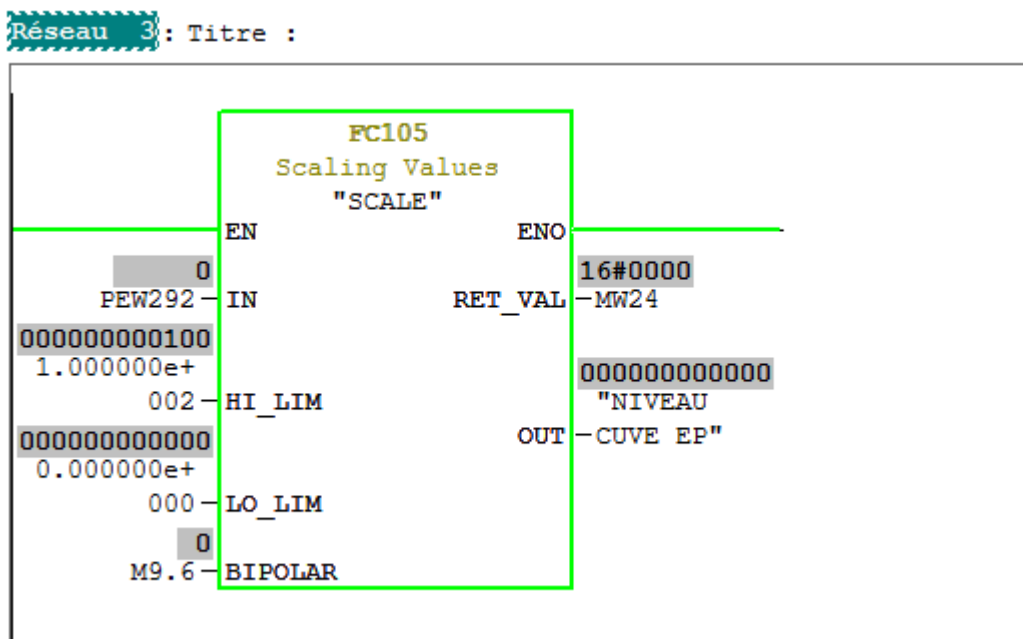 Réseau 3: Titre :
FC105
Scaling Values
"SCALE"
EN ENO
0 16#0000
PEW292 IN RET_VAL MW24
000000000100
1.000000e+ 000000000000
002 HI_LIM "NIVEAU
000000000000 OUT CUVE EP"
0.000000e+
000 LO_LIM
0
M9.6 BIPOLAR